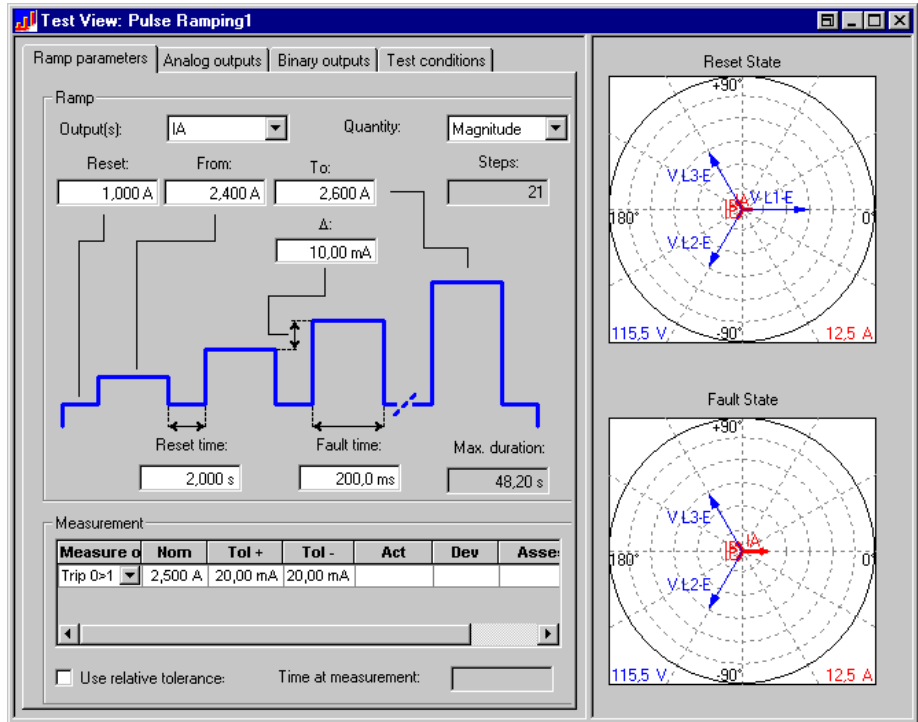 Test View: Pulse Ramping1
Ramp parameters Analog outputs Binary outputs Test conditions
Ramp
Output(s): IA Quantity: Magnitude
Reset: From: To: Steps:
1,000 A 2,400 A 2,600 A 21
Δ:
10,00 mA
Reset time: Fault time: Max. duration:
2,000 s 200,0 ms 48,20 s
Measurement
Measure o Nom Tol + Tol - Act Dev Asse
Trip 0>1 2,500 A 20,00 mA 20,00 mA
Use relative tolerance: Time at measurement:
Reset State
+90°
V L3-E
IA V L1-E
180° 0°
V L2-E
115,5 V -90° 12,5 A
Fault State
+90°
V L3-E
IA
180° 0°
V L2-E
115,5 V -90° 12,5 A